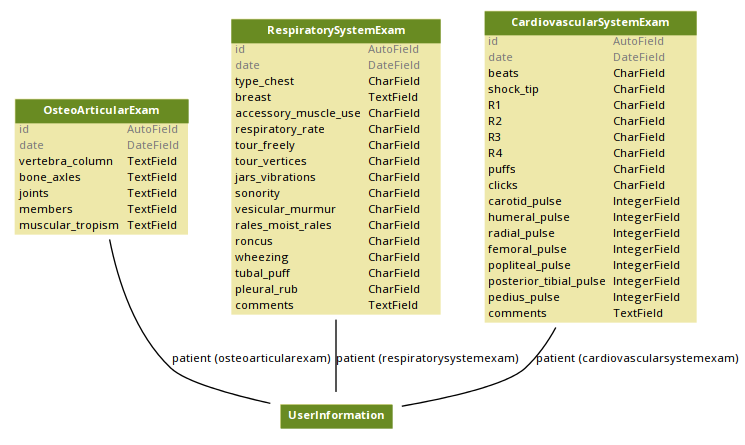 OsteoArticularExam
id AutoField
date DateField
vertebra_column TextField
bone_axles TextField
joints TextField
members TextField
muscular_tropism TextField
RespiratorySystemExam
id AutoField
date DateField
type_chest CharField
breast TextField
accessory_muscle_use CharField
respiratory_rate CharField
tour_freely CharField
tour_vertices CharField
jars_vibrations CharField
sonority CharField
vesicular_murmur CharField
rales_moist_rales CharField
roncus CharField
wheezing CharField
tubal_puff CharField
pleural_rub CharField
comments TextField
CardiovascularSystemExam
id AutoField
date DateField
beats CharField
shock_tip CharField
R1 CharField
R2 CharField
R3 CharField
R4 CharField
puffs CharField
clicks CharField
carotid_pulse IntegerField
humeral_pulse IntegerField
radial_pulse IntegerField
femoral_pulse IntegerField
popliteal_pulse IntegerField
posterior_tibial_pulse IntegerField
pedius_pulse IntegerField
comments TextField
patient (osteoarticularexam)
patient (respiratorysystemexam)
patient (cardiovascularsystemexam)
UserInformation